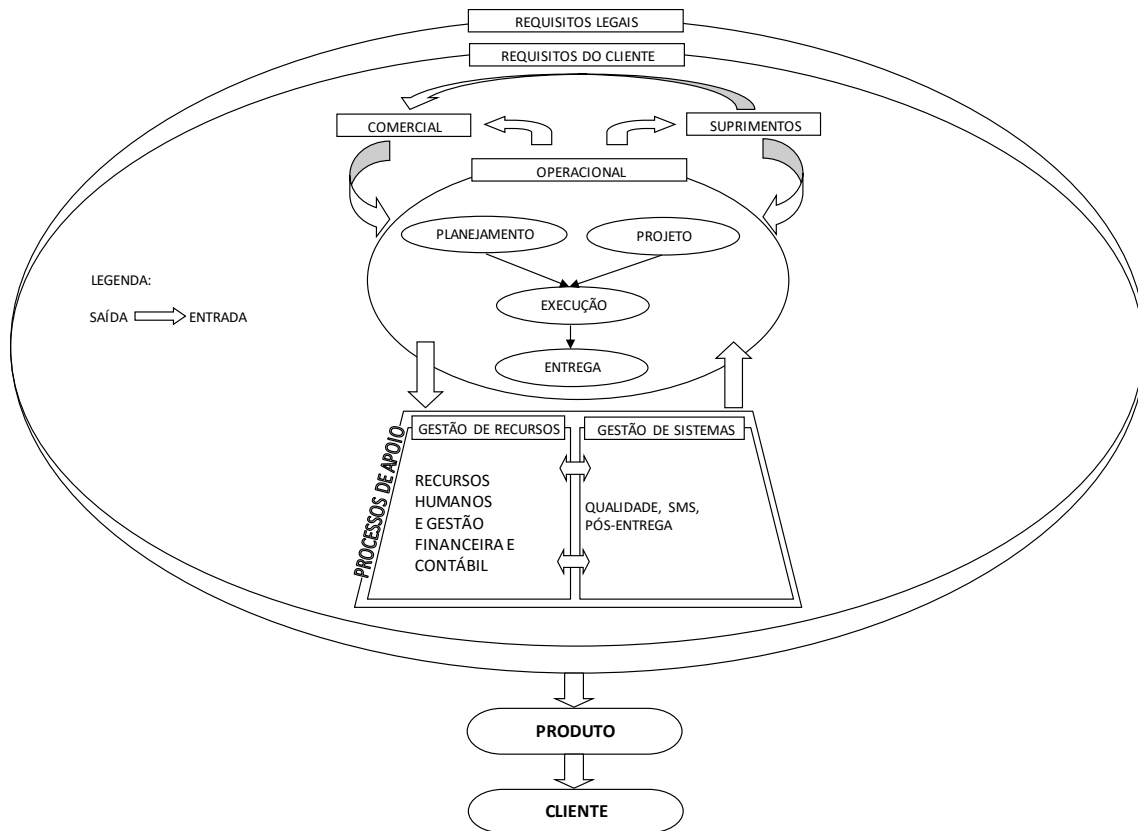 REQUISITOS LEGAIS
REQUISITOS DO CLIENTE
COMERCIAL
SUPRIMENTOS
OPERACIONAL
PLANEJAMENTO
PROJETO
LEGENDA:
EXECUÇÃO
SAÍDA
ENTRADA
ENTREGA
PROCESSOS DE APOIO
GESTÃO DE RECURSOS
GESTÃO DE SISTEMAS
RECURSOS
HUMANOS
E GESTÃO
FINANCEIRA E
CONTÁBIL
QUALIDADE, SMS,
PÓS-ENTREGA
PRODUTO
CLIENTE